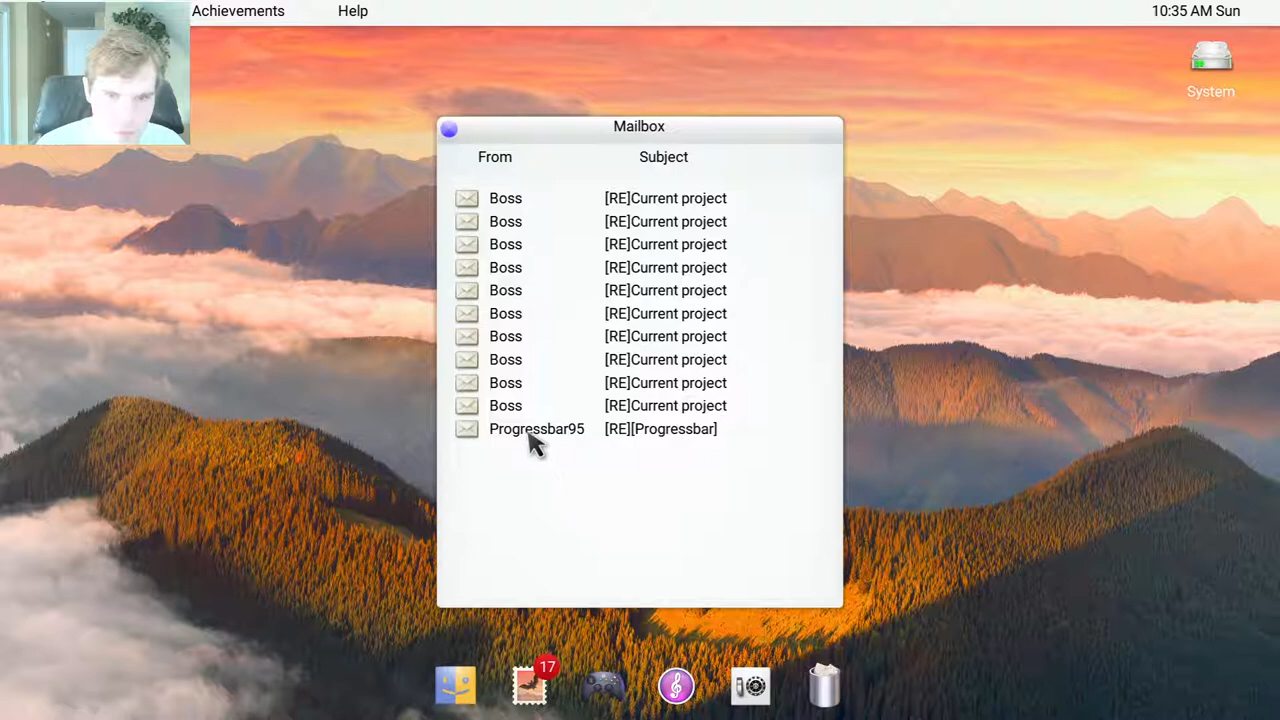 Achievements Help 10:35 AM Sun
System
Mailbox
From Subject
Boss [RE]Current project
Boss [RE]Current project
Boss [RE]Current project
Boss [RE]Current project
Boss [RE]Current project
Boss [RE]Current project
Boss [RE]Current project
Boss [RE]Current project
Boss [RE]Current project
Boss [RE]Current project
Progressbar95 [RE][Progressbar]
17